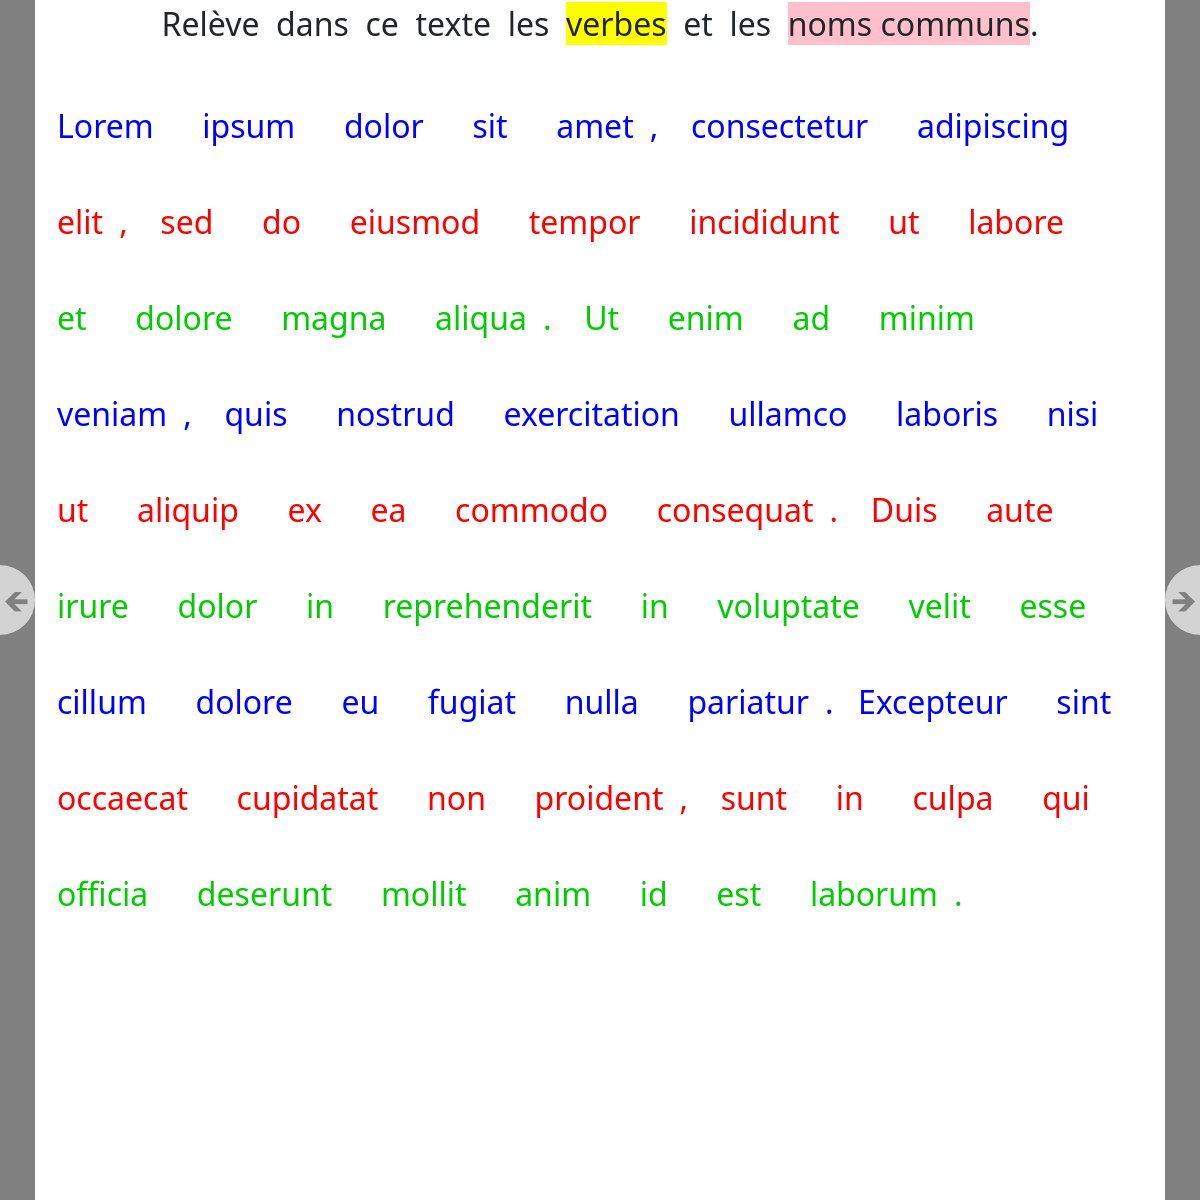 Relève dans ce texte les verbes et les noms communs.
Lorem ipsum dolor sit amet , consectetur adipiscing
elit , sed do eiusmod tempor incididunt ut labore
et dolore magna aliqua . Ut enim ad minim
veniam , quis nostrud exercitation ullamco laboris nisi
ut aliquip ex ea commodo consequat . Duis aute
irure dolor in reprehenderit in voluptate velit esse
cillum dolore eu fugiat nulla pariatur . Excepteur sint
occaecat cupidatat non proident , sunt in culpa qui
officia deserunt mollit anim id est laborum .